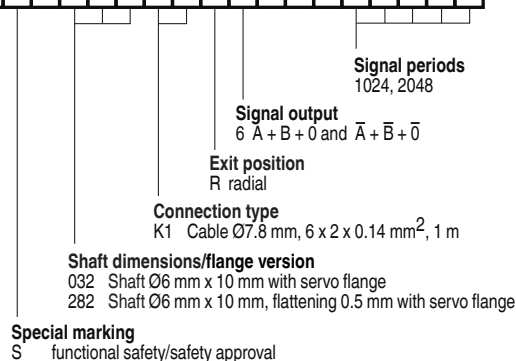 Signal periods
1024, 2048
Signal output
6 A + B + 0 and A̅ + B̅ + 0̅
Exit position
R radial
Connection type
K1 Cable Ø7.8 mm, 6 x 2 x 0.14 mm², 1 m
Shaft dimensions/flange version
032 Shaft Ø6 mm x 10 mm with servo flange
282 Shaft Ø6 mm x 10 mm, flattening 0.5 mm with servo flange
Special marking
S functional safety/safety approval